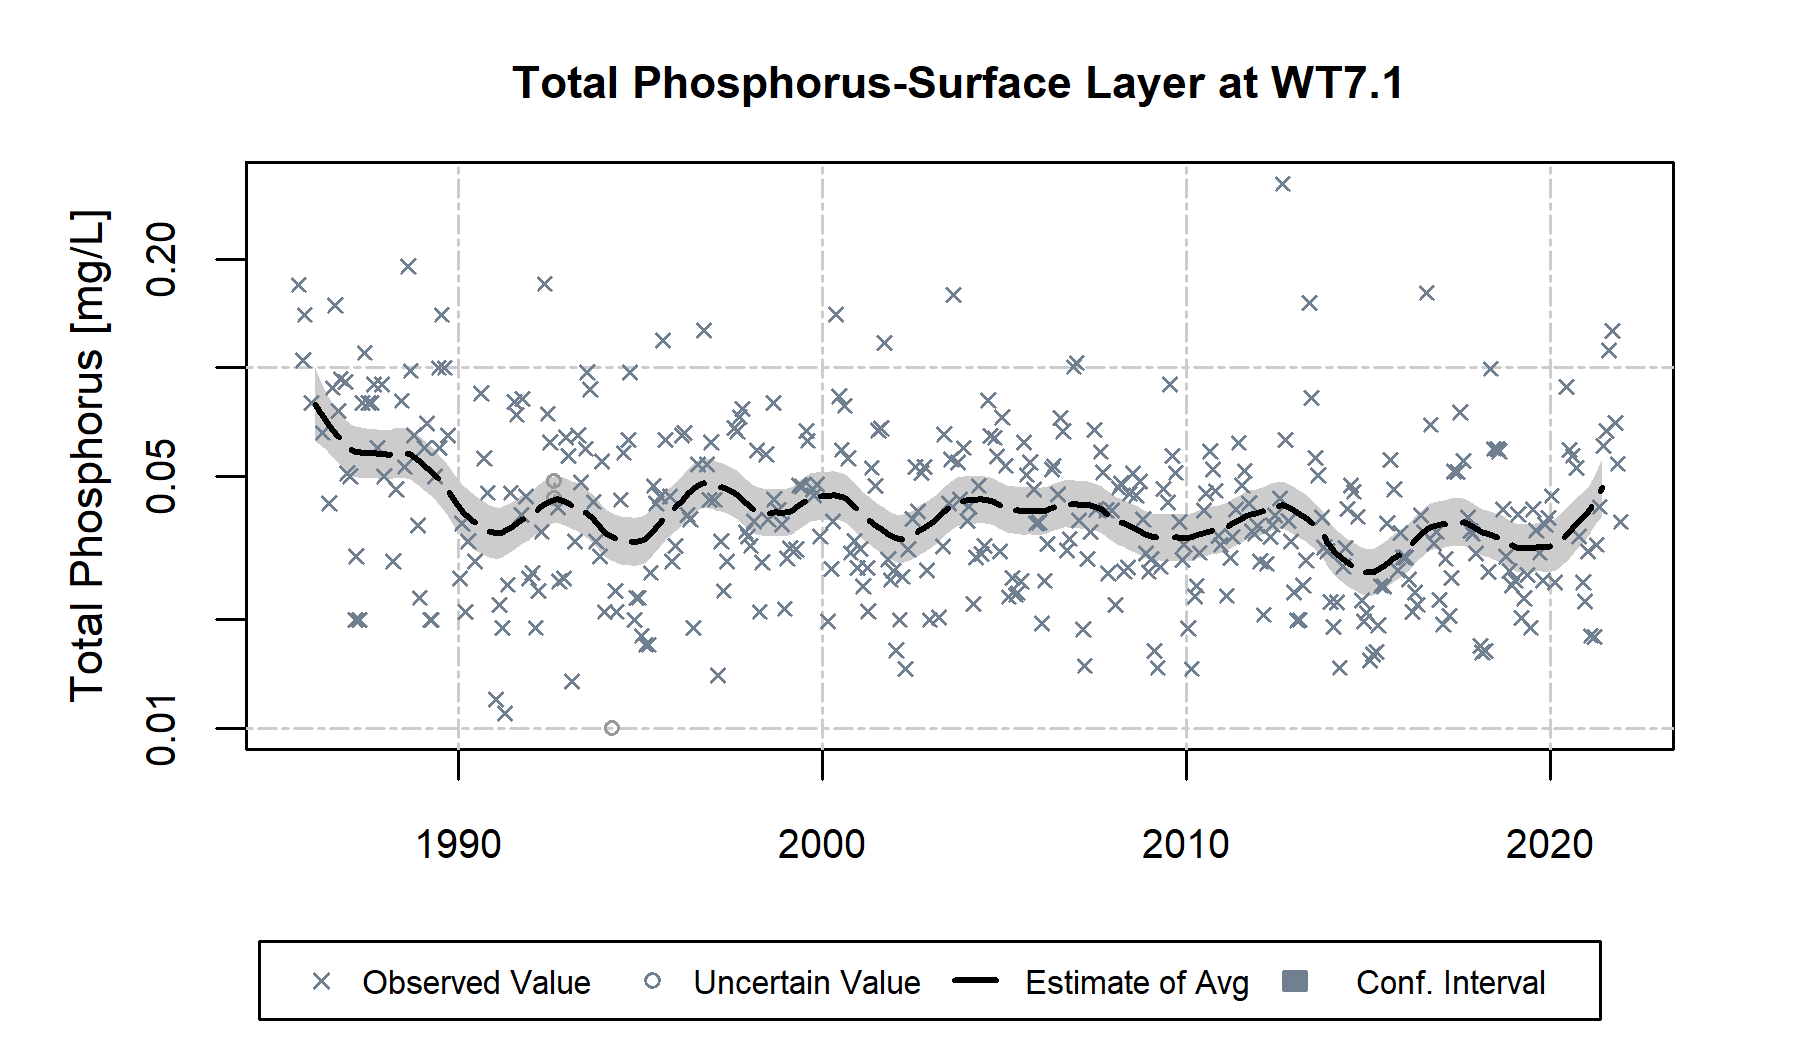 Total Phosphorus-Surface Layer at WT7.1
Total Phosphorus [mg/L]
0.20
0.05
0.01
1990 2000 2010 2020
Observed Value Uncertain Value Estimate of Avg Conf. Interval